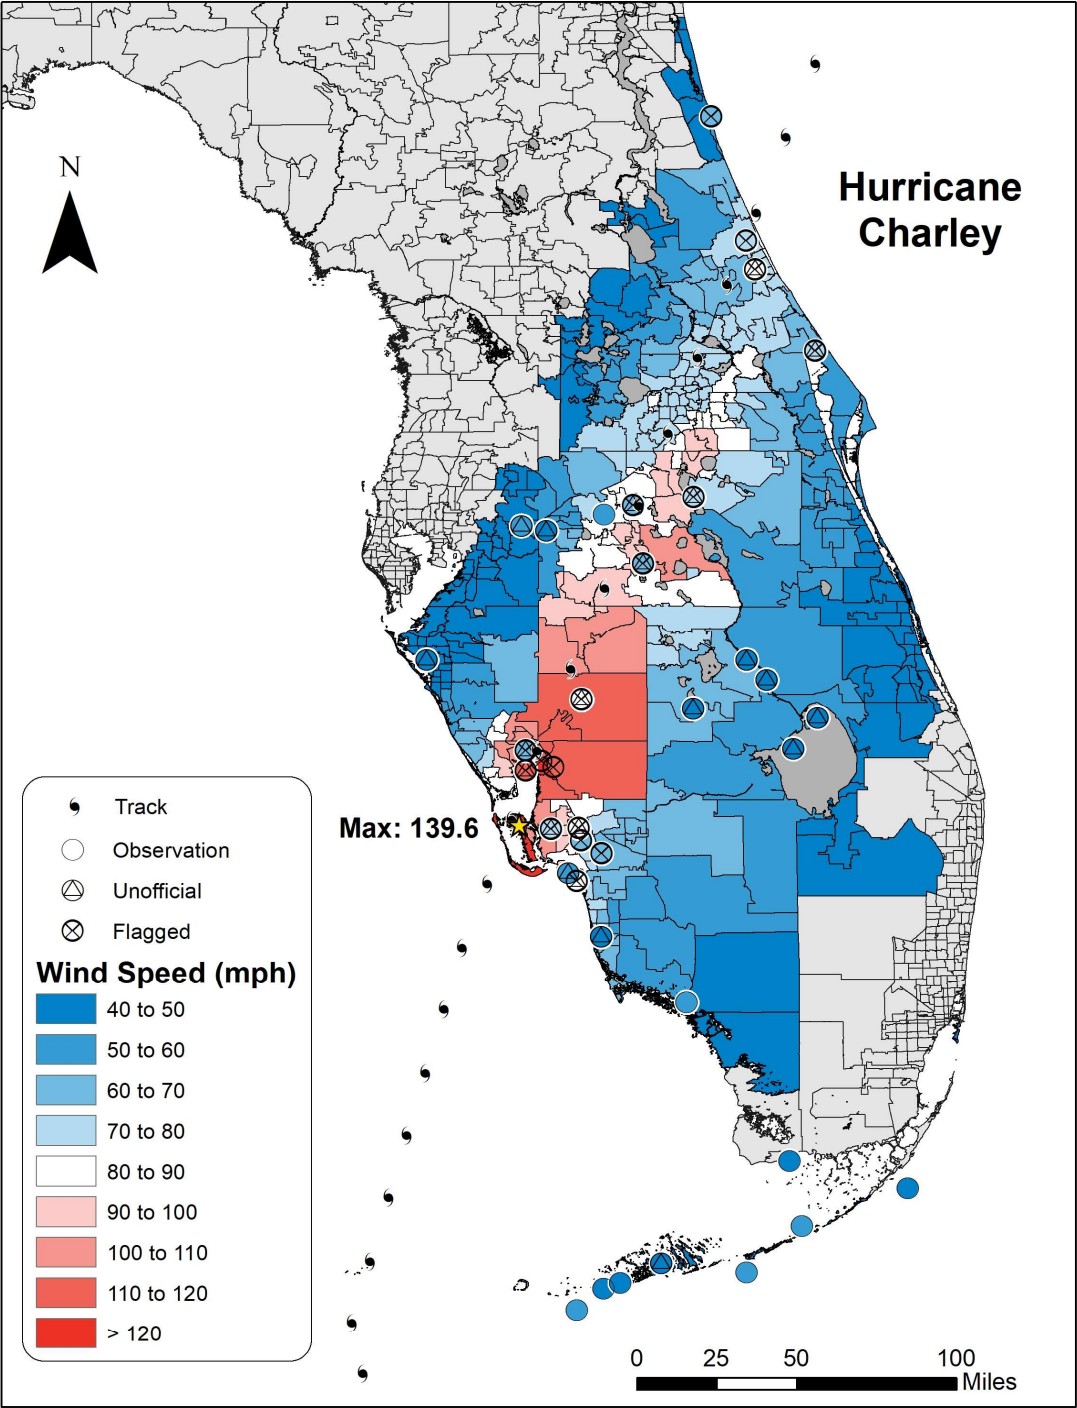 N
Hurricane
Charley
Max: 139.6
Track
Observation
Unofficial
Flagged
Wind Speed (mph)
40 to 50
50 to 60
60 to 70
70 to 80
80 to 90
90 to 100
100 to 110
110 to 120
> 120
0 25 50 100
Miles